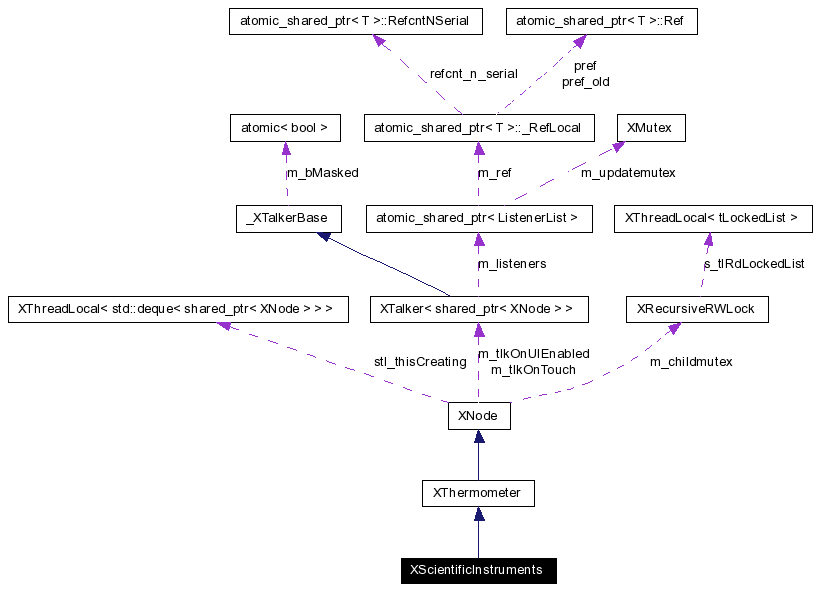 atomic_shared_ptr< T >::RefcntNSerial
atomic_shared_ptr< T >::Ref
refcnt_n_serial
pref
pref_old
atomic< bool >
atomic_shared_ptr< T >::_RefLocal
XMutex
m_bMasked
m_ref
m_updatemutex
_XTalkerBase
atomic_shared_ptr< ListenerList >
XThreadLocal< tLockedList >
m_listeners
s_tlRdLockedList
XThreadLocal< std::deque< shared_ptr< XNode > > >
XTalker< shared_ptr< XNode > >
XRecursiveRWLock
stl_thisCreating
m_tlkOnUIEnabled
m_tlkOnTouch
m_childmutex
XNode
XThermometer
XScientificInstruments